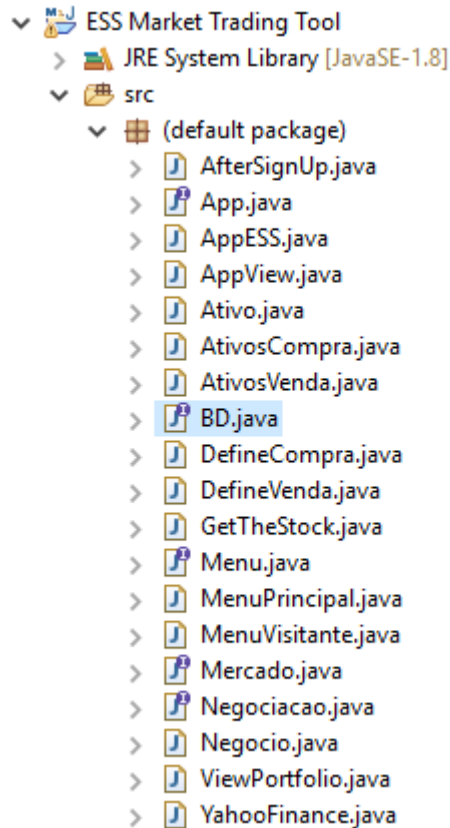 ESS Market Trading Tool
JRE System Library [JavaSE-1.8]
src
(default package)
AfterSignUp.java
App.java
AppESS.java
AppView.java
Ativo.java
AtivosCompra.java
AtivosVenda.java
BD.java
DefineCompra.java
DefineVenda.java
GetTheStock.java
Menu.java
MenuPrincipal.java
MenuVisitante.java
Mercado.java
Negociacao.java
Negocio.java
ViewPortfolio.java
YahooFinance.java